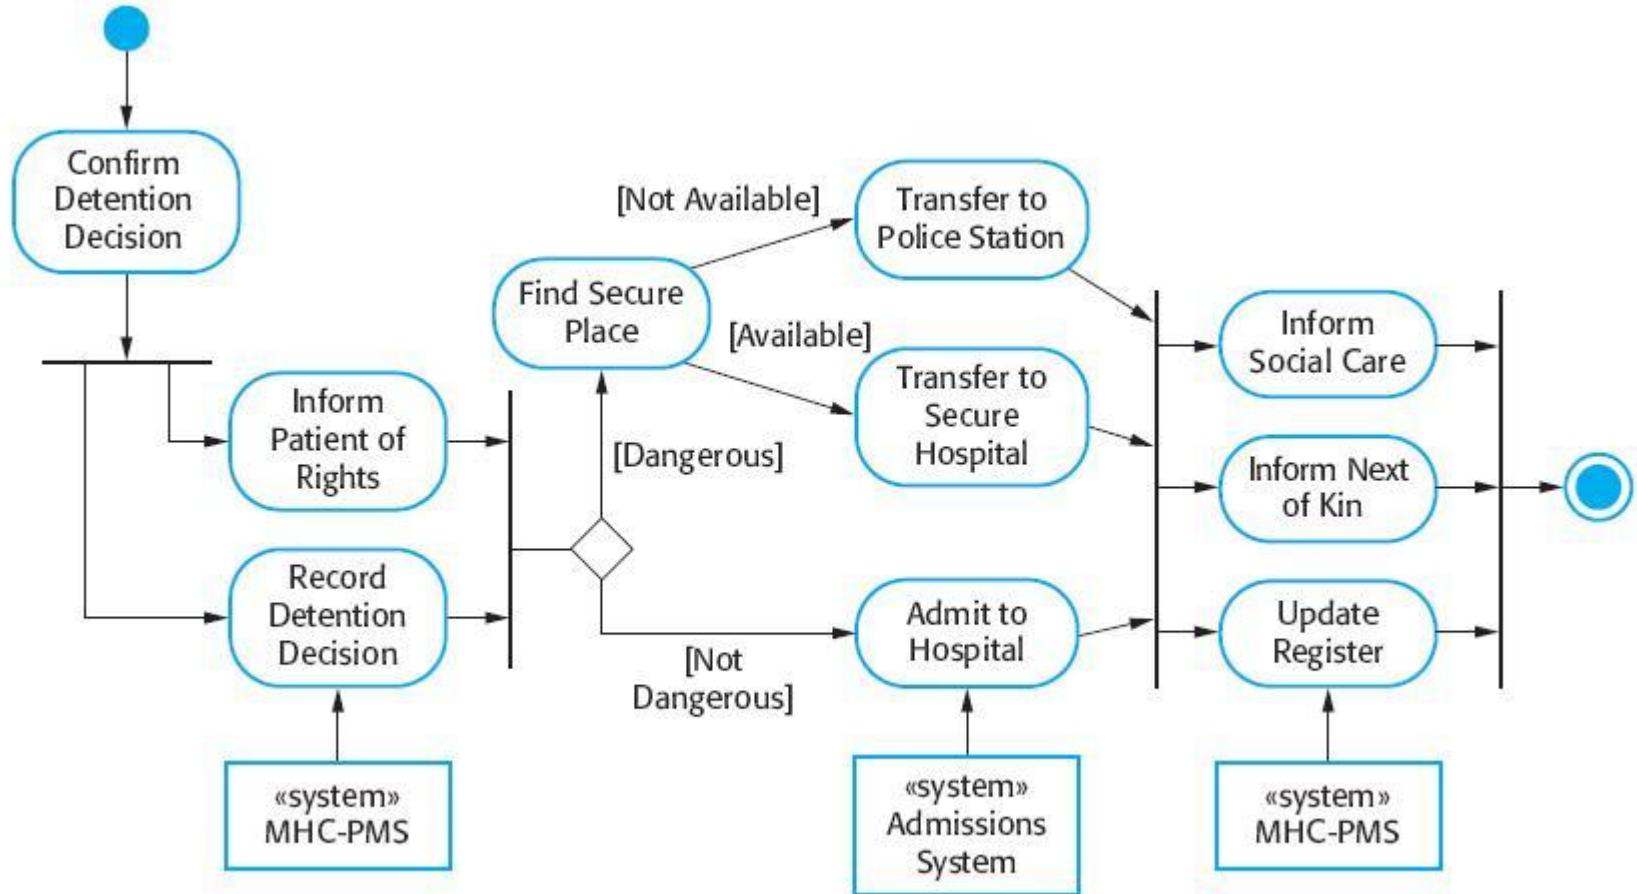 Confirm
Detention
Decision
Inform
Patient of
Rights
Record
Detention
Decision
«system»
MHC-PMS
Find Secure
Place
[Dangerous]
[Not
Dangerous]
[Not Available]
[Available]
Transfer to
Police Station
Transfer to
Secure
Hospital
Admit to
Hospital
«system»
Admissions
System
Inform
Social Care
Inform Next
of Kin
Update
Register
«system»
MHC-PMS